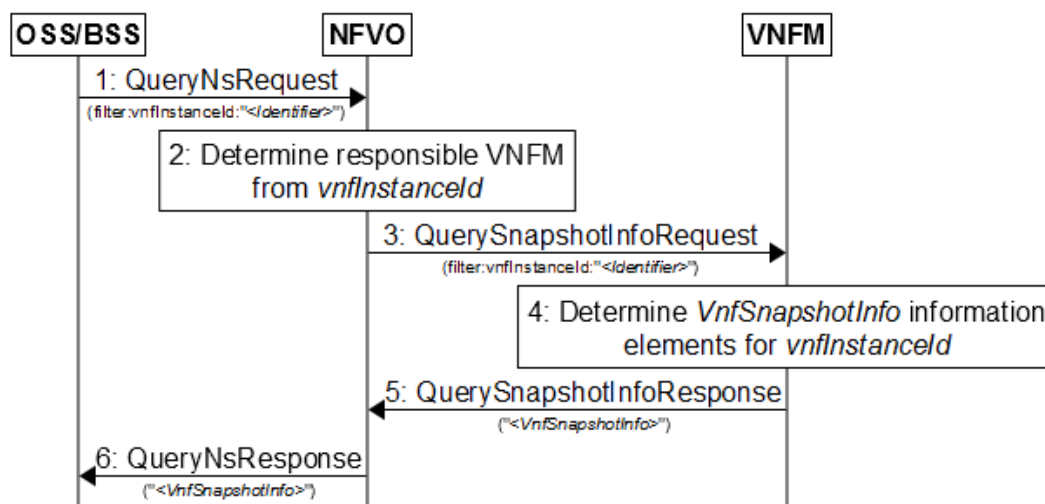 OSS/BSS NFVO VNFM
1: QueryNsRequest
(filter:vnfInstanceId:"<Identifier>")
2: Determine responsible VNFM
from vnfInstanceId
3: QuerySnapshotInfoRequest
(filter:vnfInstanceId:"<Identifier>")
4: Determine VnfSnapshotInfo information
elements for vnfInstanceId
5: QuerySnapshotInfoResponse
("<VnfSnapshotInfo>")
6: QueryNsResponse
("<VnfSnapshotInfo>")